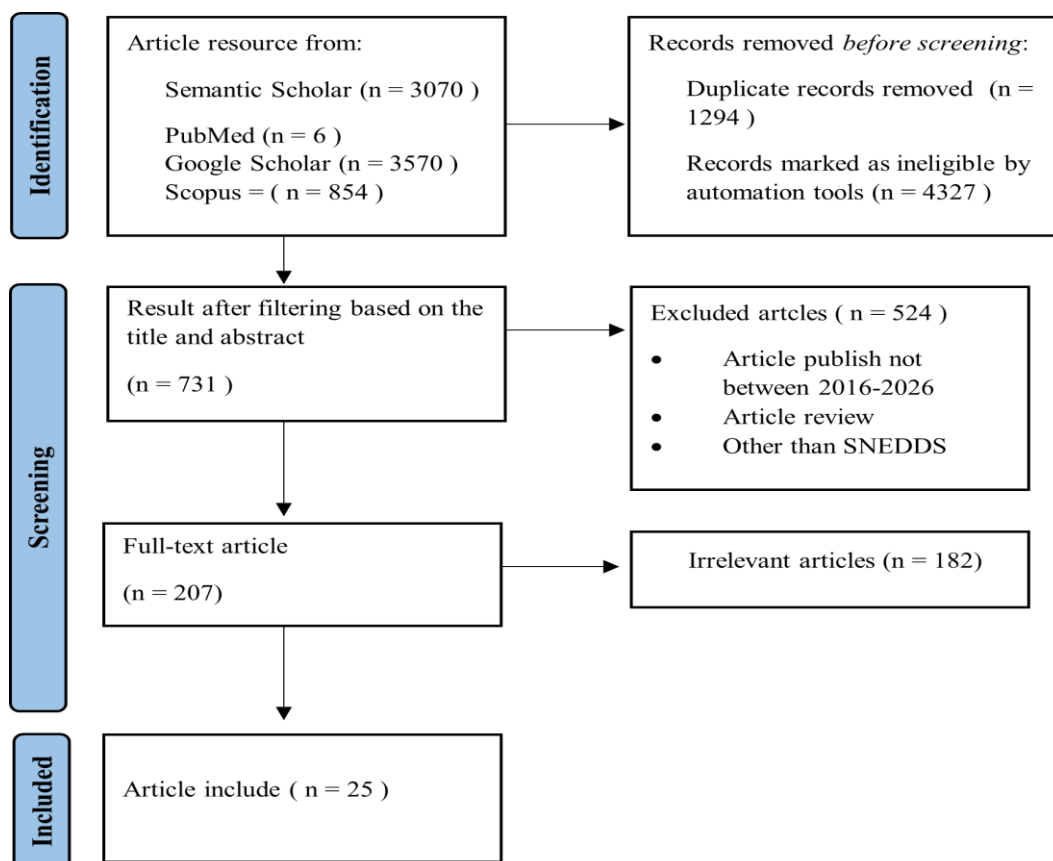 Identification
Article resource from:
Semantic Scholar (n = 3070 )
PubMed (n = 6 )
Google Scholar (n = 3570 )
Scopus = ( n = 854 )
Records removed before screening:
Duplicate records removed (n =
1294 )
Records marked as ineligible by
automation tools (n = 4327 )
Screening
Result after filtering based on the
title and abstract
(n = 731 )
Excluded artcles ( n = 524 )
• Article publish not
between 2016-2026
• Article review
• Other than SNEDDS
Full-text article
(n = 207)
Irrelevant articles (n = 182)
Included
Article include ( n = 25 )